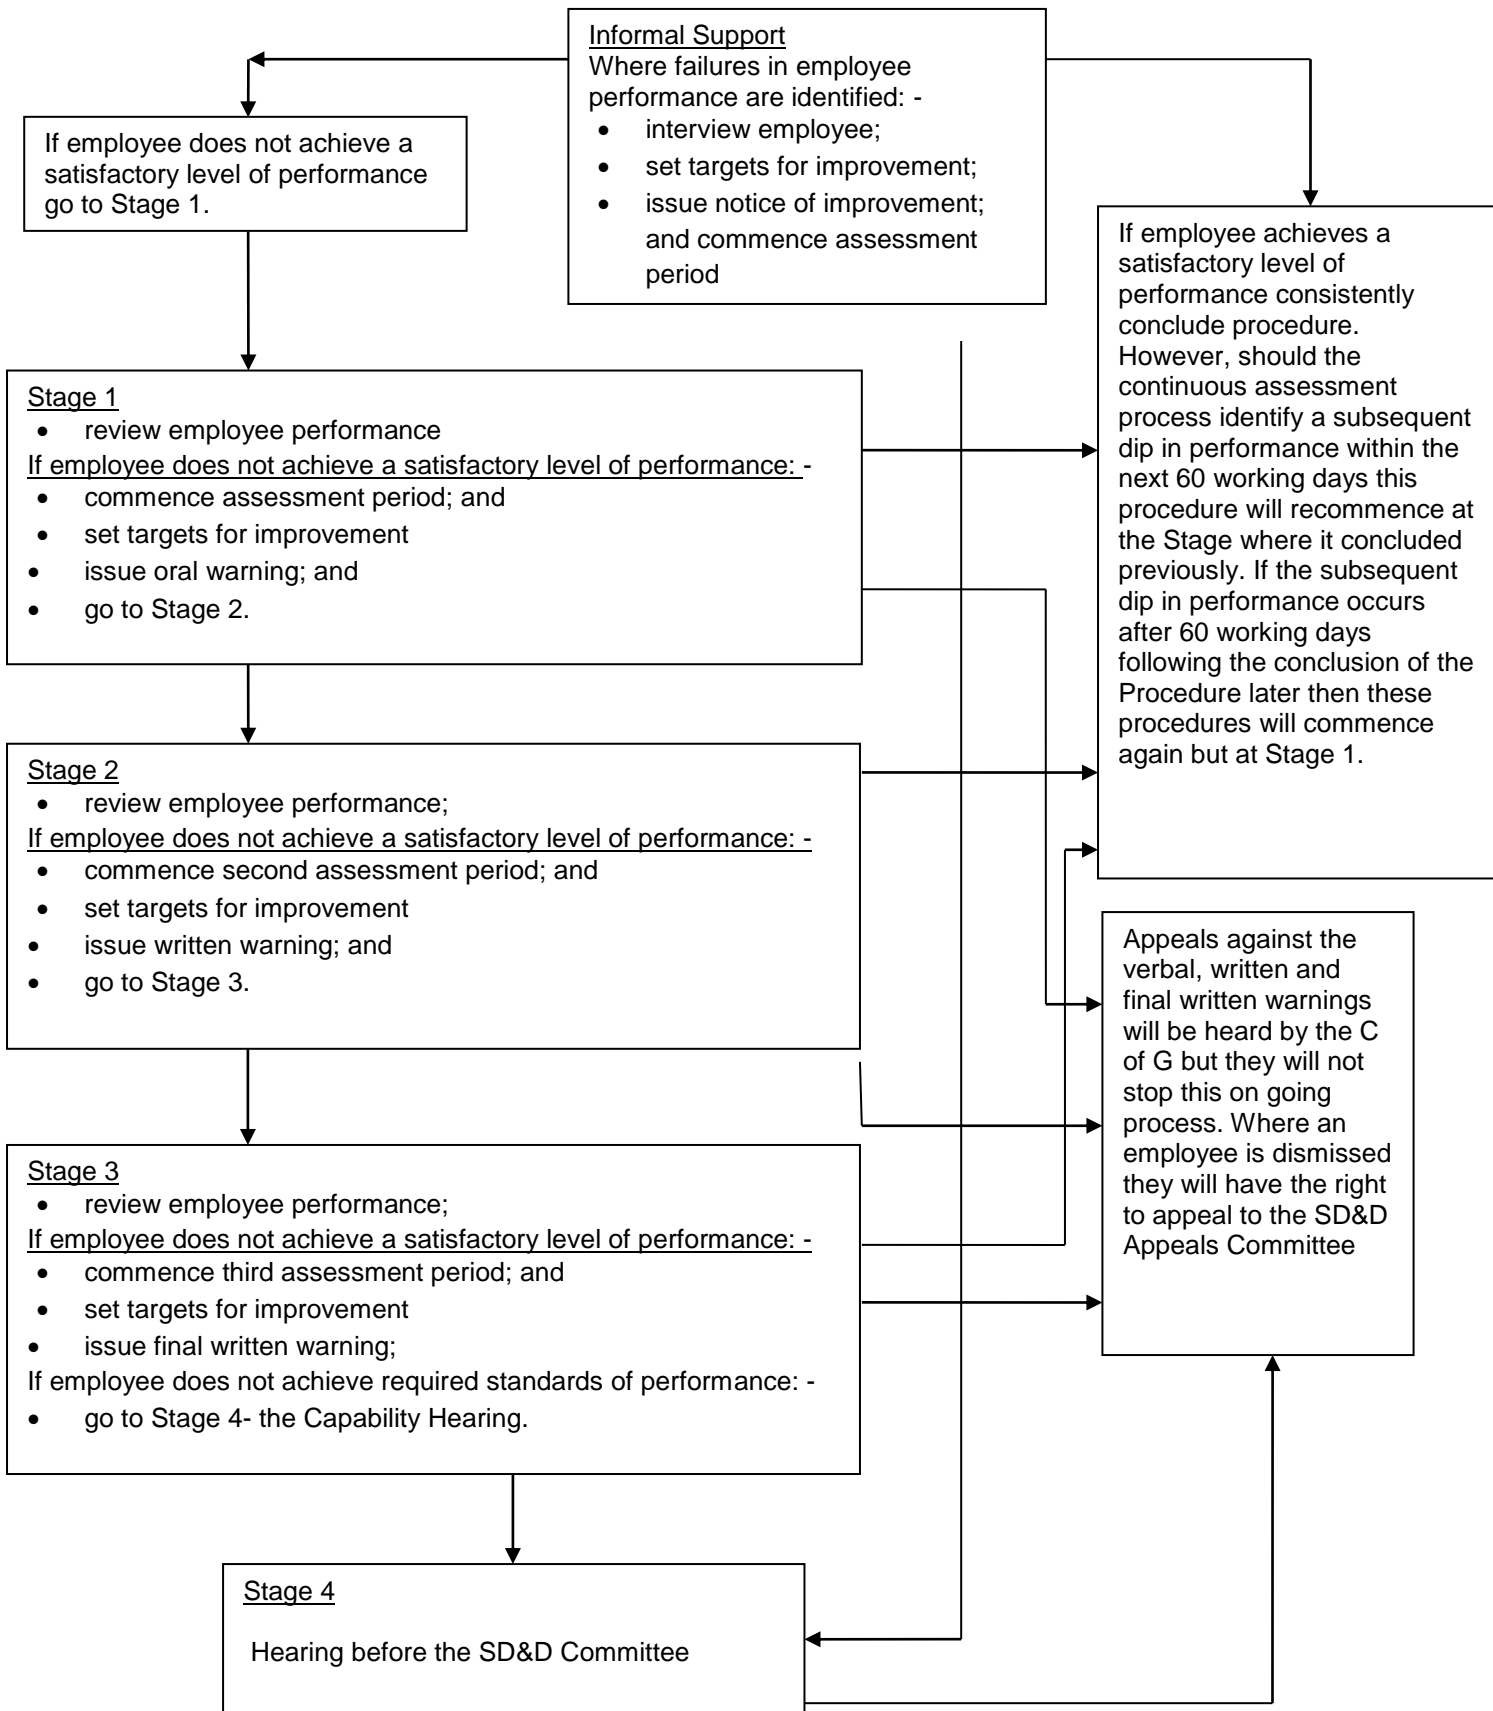 Informal Support
Where failures in employee
performance are identified: -
• interview employee;
• set targets for improvement;
• issue notice of improvement;
and commence assessment
period
If employee does not achieve a
satisfactory level of performance
go to Stage 1.
If employee achieves a
satisfactory level of
performance consistently
conclude procedure.
However, should the
continuous assessment
process identify a subsequent
dip in performance within the
next 60 working days this
procedure will recommence at
the Stage where it concluded
previously. If the subsequent
dip in performance occurs
after 60 working days
following the conclusion of the
Procedure later then these
procedures will commence
again but at Stage 1.
Stage 1
• review employee performance
If employee does not achieve a satisfactory level of performance: -
• commence assessment period; and
• set targets for improvement
• issue oral warning; and
• go to Stage 2.
Stage 2
• review employee performance;
If employee does not achieve a satisfactory level of performance: -
• commence second assessment period; and
• set targets for improvement
• issue written warning; and
• go to Stage 3.
Appeals against the
verbal, written and
final written warnings
will be heard by the C
of G but they will not
stop this on going
process. Where an
employee is dismissed
they will have the right
to appeal to the SD&D
Appeals Committee
Stage 3
• review employee performance;
If employee does not achieve a satisfactory level of performance: -
• commence third assessment period; and
• set targets for improvement
• issue final written warning;
If employee does not achieve required standards of performance: -
• go to Stage 4- the Capability Hearing.
Stage 4
Hearing before the SD&D Committee